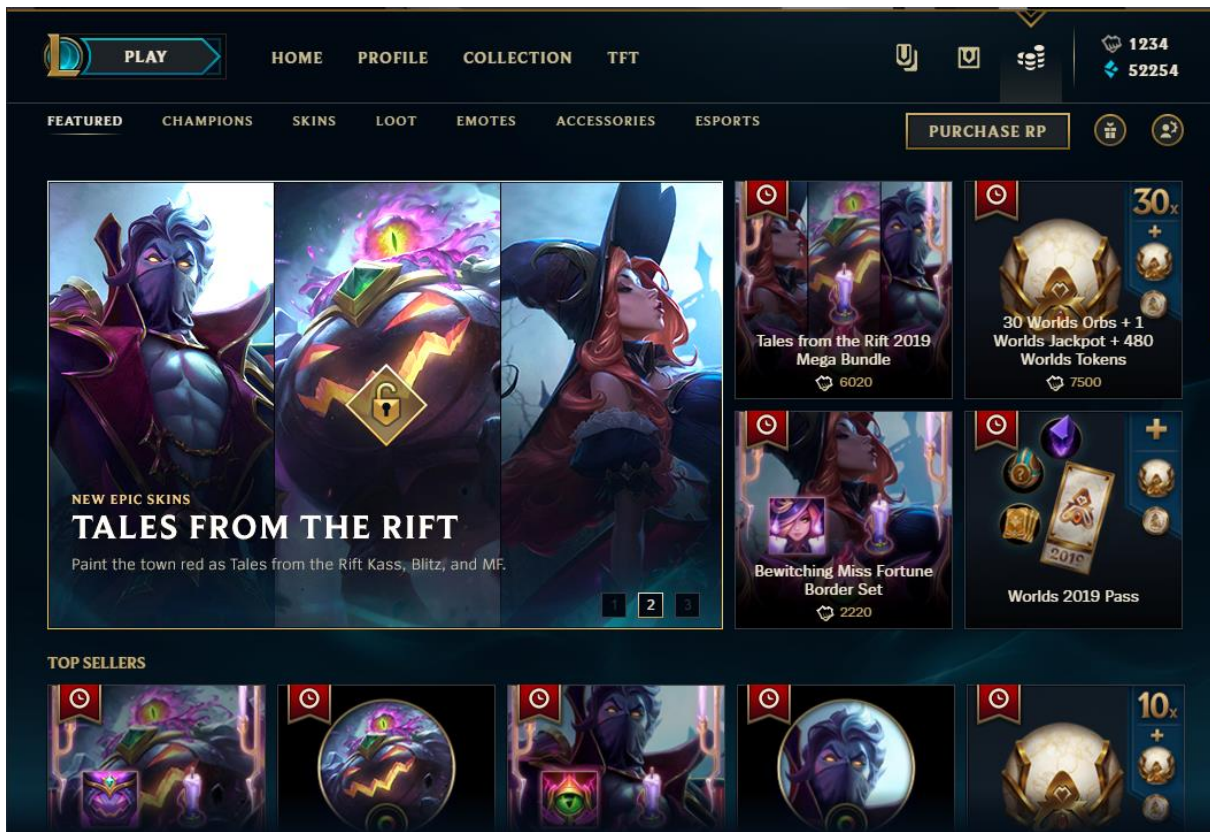 PLAY
HOME
PROFILE
COLLECTION
TFT
1234
52254
FEATURED
CHAMPIONS
SKINS
LOOT
EMOTES
ACCESSORIES
ESPORTS
PURCHASE RP
NEW EPIC SKINS
TALES FROM THE RIFT
Paint the town red as Tales from the Rift Kass, Blitz, and MF.
1
2
3
Tales from the Rift 2019
Mega Bundle
6020
30x
+
30 Worlds Orbs + 1
Worlds Jackpot + 480
Worlds Tokens
7500
Bewitching Miss Fortune
Border Set
2220
+
?
2019
Worlds 2019 Pass
TOP SELLERS
10x
+